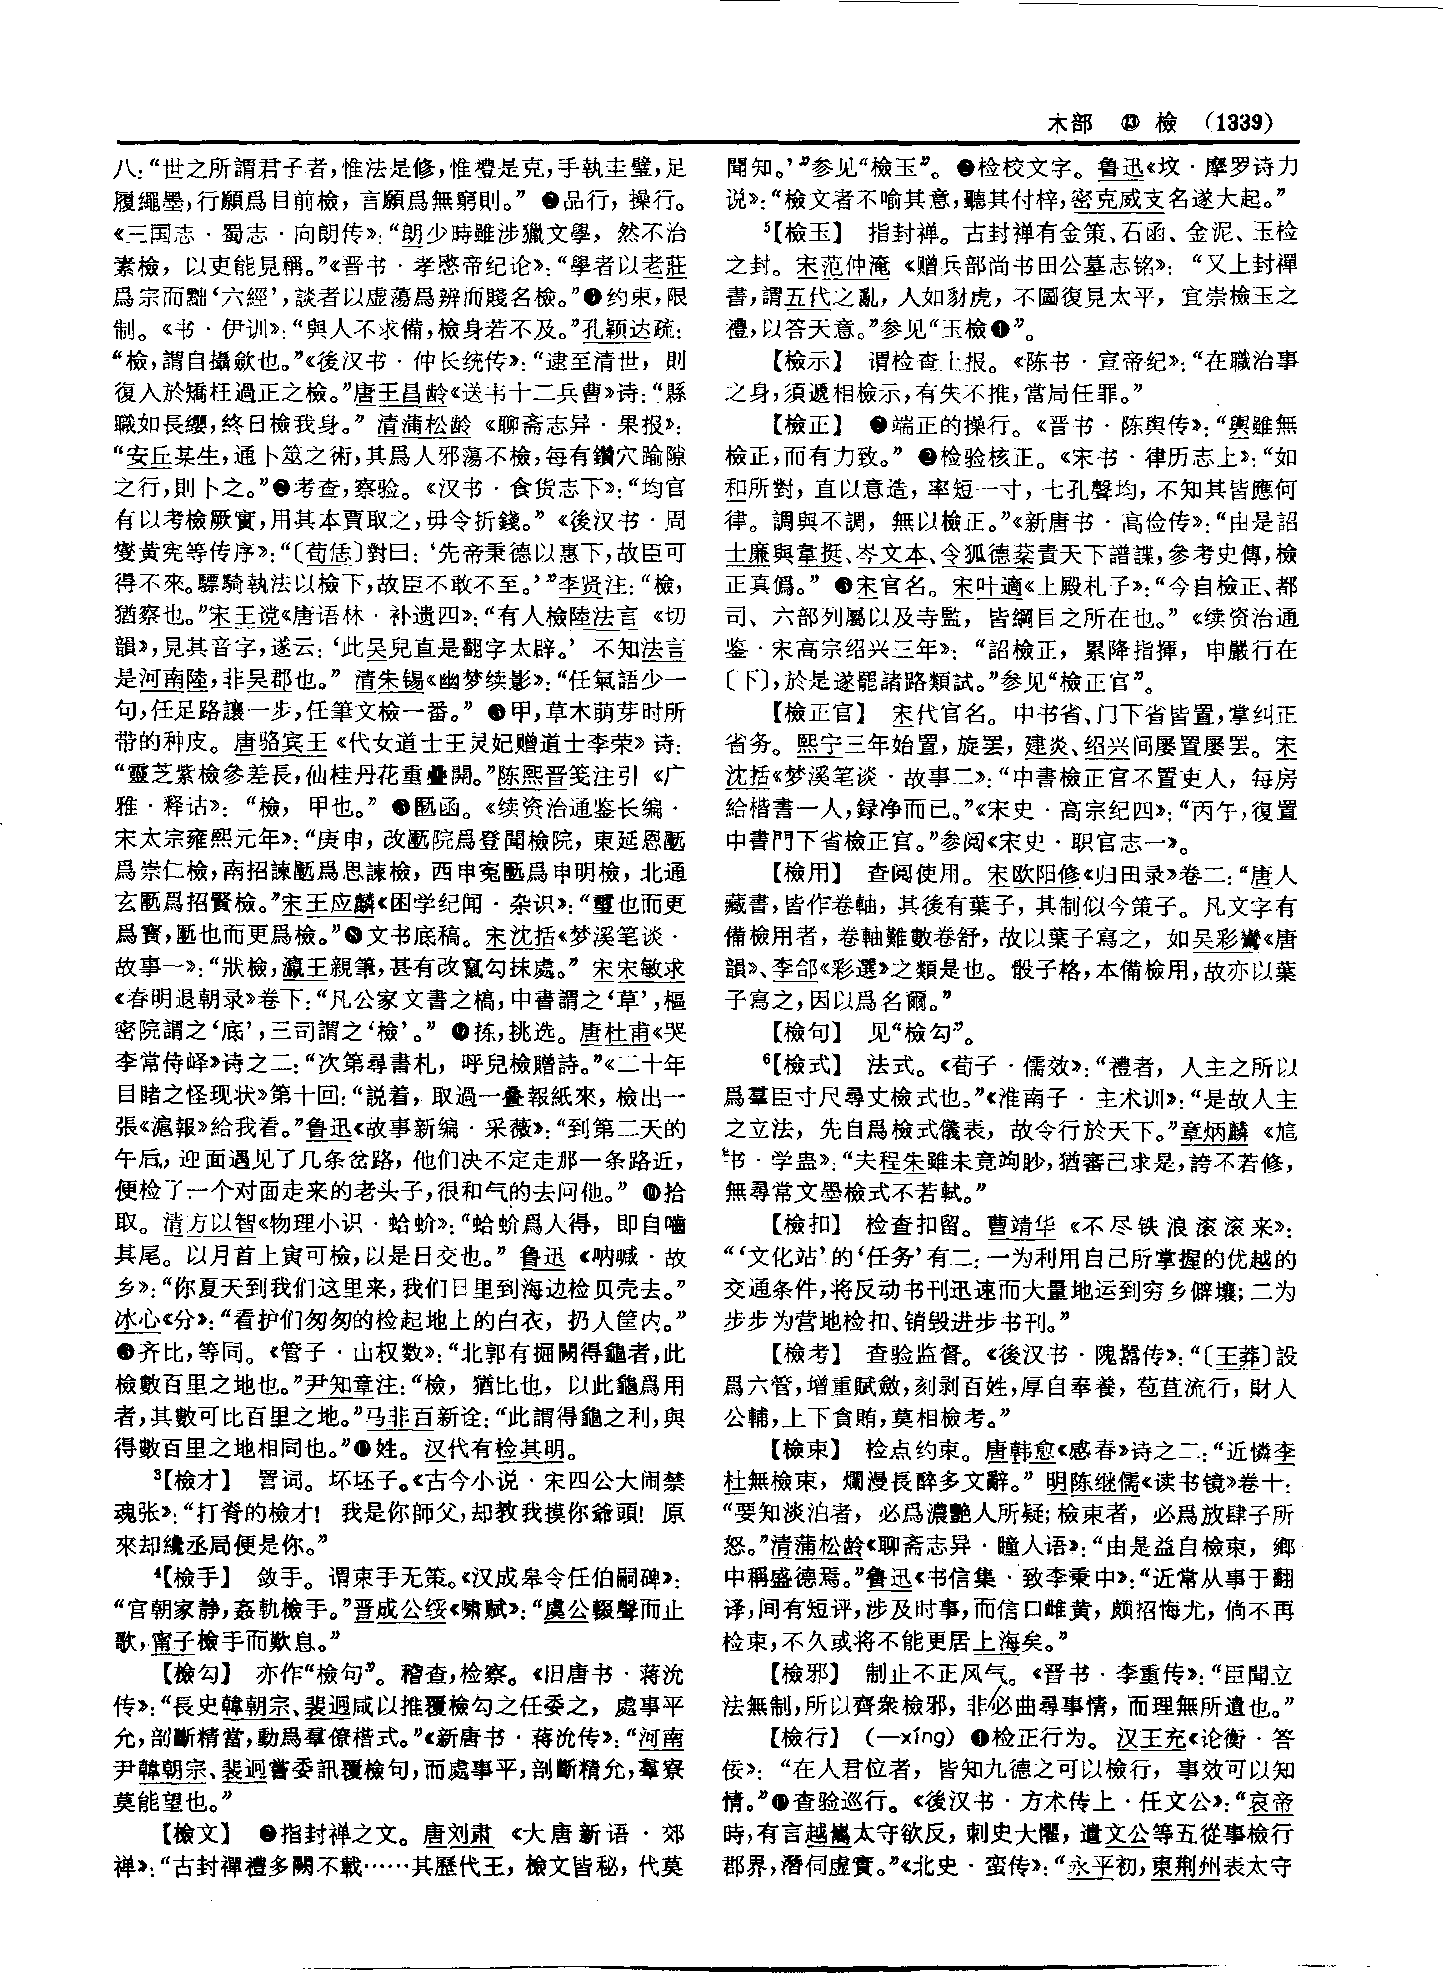 木部 ⓭ 檢 （1339）
八：“世之所謂君子者，惟法是修，惟禮是克，手執圭璧，足
履繩墨，行願爲目前檢，言願爲無窮則。” ❷品行，操行。
《三国志·蜀志·向朗传》：“朗少時雖涉獵文學，然不治
素檢，以吏能見稱。”《晋书·孝愍帝纪论》：“學者以老莊
爲宗而黜‘六經’，談者以虚蕩爲辨而賤名檢。”❹约束，限
制。《书·伊训》：“與人不求備，檢身若不及。”孔颖达疏：
“檢，謂自攝斂也。”《後汉书·仲长统传》：“逮至清世，則
復入於矯枉過正之檢。”唐王昌龄《送韦十二兵曹》诗：“縣
職如長纓，終日檢我身。” 清蒲松龄《聊斋志异·果报》：
“安丘某生，通卜筮之術，其爲人邪蕩不檢，每有鑽穴踰隙
之行，則卜之。”❺考查，察验。《汉书·食货志下》：“均官
有以考檢厥實，用其本賈取之，毋令折錢。”《後汉书·周
燮黄宪等传序》：“〔荀恁〕對曰：‘先帝秉德以惠下，故臣可
得不來。驃騎執法以檢下，故臣不敢不至。’”李贤注：“檢，
猶察也。”宋王谠《唐语林·补遗四》：“有人檢陸法言《切
韻》，見其音字，遂云：‘此吴兒直是翻字太辟。’ 不知法言
是河南陸，非吴郡也。” 清朱锡《幽梦续影》：“任氣語少一
句，任足路讓一步，任筆文檢一番。” ❻甲，草木萌芽时所
带的种皮。唐骆宾王《代女道士王灵妃赠道士李荣》诗：
“靈芝紫檢參差長，仙桂丹花重疊開。”陈熙晋笺注引《广
雅·释诂》：“檢，甲也。” ❼匦函。《续资治通鉴长编·
宋太宗雍熙元年》：“庚申，改匭院爲登聞檢院，東延恩匭
爲崇仁檢，南招諫匭爲思諫檢，西申冤匭爲申明檢，北通
玄匭爲招賢檢。”宋王应麟《困学纪闻·杂识》：“璽也而更
爲寶，匭也而更爲檢。”❽文书底稿。宋沈括《梦溪笔谈·
故事一》：“狀檢，瀛王親筆，甚有改竄勾抹處。” 宋宋敏求
《春明退朝录》卷下：“凡公家文書之槁，中書謂之‘草’，樞
密院謂之‘底’，三司謂之‘檢’。” ❾拣，挑选。唐杜甫《哭
李常侍峄》诗之二：“次第尋書札，呼兒檢贈詩。”《二十年
目睹之怪现状》第十回：“説着，取過一疊報紙來，檢出一
張《滬報》給我看。”鲁迅《故事新编·采薇》：“到第二天的
午后，迎面遇见了几条岔路，他们决不定走那一条路近，
便检了一个对面走来的老头子，很和气的去问他。” ❿拾
取。清方以智《物理小识·蛤蚧》：“蛤蚧爲人得，即自嚙
其尾。以月首上寅可檢，以是日交也。” 鲁迅《呐喊·故
乡》：“你夏天到我们这里来，我们日里到海边检贝壳去。”
冰心《分》：“看护们匆匆的检起地上的白衣，扔入筐内。”
⓫齐比，等同。《管子·山权数》：“北郭有掘闕得龜者，此
檢數百里之地也。”尹知章注：“檢，猶比也，以此龜爲用
者，其數可比百里之地。”马非百新诠：“此謂得龜之利，與
得數百里之地相同也。”⓬姓。汉代有检其明。
³【檢才】 詈词。坏坯子。《古今小说·宋四公大闹禁
魂张》：“打脊的檢才！我是你師父，却教我摸你爺頭！原
來却纔丞局便是你。”
⁴【檢手】 敛手。谓束手无策。《汉成皋令任伯嗣碑》：
“官朝家静，姦軌檢手。”晋成公绥《啸赋》：“虞公輟聲而止
歌，甯子檢手而歎息。”
【檢勾】 亦作“檢句”。稽查，检察。《旧唐书·蒋沇
传》：“長史韓朝宗、裴迥咸以推覆檢勾之任委之，處事平
允，剖斷精當，動爲羣僚楷式。”《新唐书·蒋沇传》：“河南
尹韓朝宗、裴迥嘗委訊覆檢句，而處事平，剖斷精允，羣寮
莫能望也。”
【檢文】 ❶指封禅之文。唐刘肃《大唐新语·郊
禅》：“古封禪禮多闕不載……其歷代王，檢文皆秘，代莫
聞知。’”参见“檢玉”。❷检校文字。鲁迅《坟·摩罗诗力
说》：“檢文者不喻其意，聽其付梓，密克威支名遂大起。”
⁵【檢玉】 指封禅。古封禅有金策、石函、金泥、玉检
之封。宋范仲淹《赠兵部尚书田公墓志铭》：“又上封禪
書，謂五代之亂，人如豺虎，不圖復見太平，宜崇檢玉之
禮，以答天意。”参见“玉檢❶”。
【檢示】 谓检查上报。《陈书·宣帝纪》：“在職治事
之身，須遞相檢示，有失不推，當局任罪。”
【檢正】 ❶端正的操行。《晋书·陈舆传》：“輿雖無
檢正，而有力致。” ❷检验核正。《宋书·律历志上》：“如
和所對，直以意造，率短一寸，七孔聲均，不知其皆應何
律。調與不調，無以檢正。”《新唐书·高俭传》：“由是詔
士廉與韋挺、岑文本、令狐德棻責天下譜諜，參考史傳，檢
正真僞。” ❸宋官名。宋叶適《上殿札子》：“今自檢正、都
司、六部列屬以及寺監，皆綱目之所在也。”《续资治通
鉴·宋高宗绍兴三年》：“詔檢正，累降指揮，申嚴行在
〔下〕，於是遂罷諸路類試。”参见“檢正官”。
【檢正官】 宋代官名。中书省、门下省皆置，掌纠正
省务。熙宁三年始置，旋罢，建炎、绍兴间屡置屡罢。宋
沈括《梦溪笔谈·故事二》：“中書檢正官不置吏人，每房
給楷書一人，録净而已。”《宋史·高宗纪四》：“丙午，復置
中書門下省檢正官。”参阅《宋史·职官志一》。
【檢用】 查阅使用。宋欧阳修《归田录》卷二：“唐人
藏書，皆作卷軸，其後有葉子，其制似今策子。凡文字有
備檢用者，卷軸難數卷舒，故以葉子寫之，如吴彩鸞《唐
韻》、李郃《彩選》之類是也。骰子格，本備檢用，故亦以葉
子寫之，因以爲名爾。”
【檢句】 见“檢勾”。
⁶【檢式】 法式。《荀子·儒效》：“禮者，人主之所以
爲羣臣寸尺尋丈檢式也。”《淮南子·主术训》：“是故人主
之立法，先自爲檢式儀表，故令行於天下。”章炳麟《訄
书·学蛊》：“夫程朱雖未竟竘眇，猶審己求是，誇不若修，
無尋常文墨檢式不若軾。”
【檢扣】 检查扣留。曹靖华《不尽铁浪滚滚来》：
“‘文化站’的‘任务’有二：一为利用自己所掌握的优越的
交通条件，将反动书刊迅速而大量地运到穷乡僻壤；二为
步步为营地检扣、销毁进步书刊。”
【檢考】 查验监督。《後汉书·隗嚣传》：“〔王莽〕設
爲六管，增重賦斂，刻剥百姓，厚自奉養，苞苴流行，財入
公輔，上下貪賄，莫相檢考。”
【檢束】 检点约束。唐韩愈《感春》诗之二：“近憐李
杜無檢束，爛漫長醉多文辭。” 明陈继儒《读书镜》卷十：
“要知淡泊者，必爲濃艷人所疑；檢束者，必爲放肆子所
怒。”清蒲松龄《聊斋志异·瞳人语》：“由是益自檢束，鄉
中稱盛德焉。”鲁迅《书信集·致李秉中》：“近常从事于翻
译，间有短评，涉及时事，而信口雌黄，颇招悔尤，倘不再
检束，不久或将不能更居上海矣。”
【檢邪】 制止不正风气。《晋书·李重传》：“臣聞立
法無制，所以齊衆檢邪，非必曲尋事情，而理無所遺也。”
【檢行】 （—xíng） ❶检正行为。汉王充《论衡·答
佞》：“在人君位者，皆知九德之可以檢行，事效可以知
情。”❷查验巡行。《後汉书·方术传上·任文公》：“哀帝
時，有言越嶲太守欲反，刺史大懼，遣文公等五從事檢行
郡界，潛伺虚實。”《北史·蛮传》：“永平初，東荆州表太守